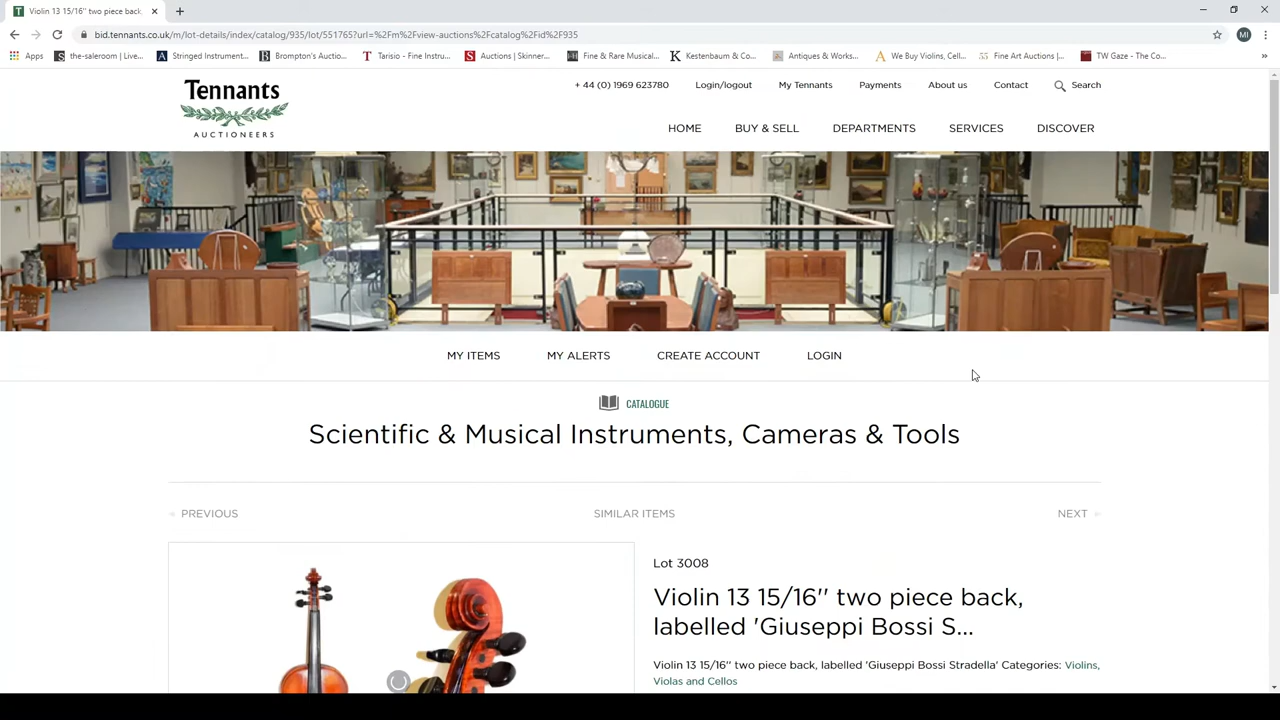 Violin 13 15/16'' two piece back,
bid.tennants.co.uk/m/lot-details/index/catalog/935/lot/551765?url=%2Fm%2Fview-auctions%2Fcatalog%2Fid%2F935
MI
Apps the-saleroom | Live... Stringed Instrument... Brompton's Auctio... Tarisio - Fine Instru... Auctions | Skinner... Fine & Rare Musical... Kestenbaum & Co... Antiques & Works... We Buy Violins, Cell... Fine Art Auctions |... TW Gaze - The Co... »
Tennants
AUCTIONEERS
+ 44 (0) 1969 623780 Login/logout My Tennants Payments About us Contact Search
HOME BUY & SELL DEPARTMENTS SERVICES DISCOVER
MY ITEMS MY ALERTS CREATE ACCOUNT LOGIN
CATALOGUE
Scientific & Musical Instruments, Cameras & Tools
PREVIOUS SIMILAR ITEMS NEXT
Lot 3008
Violin 13 15/16'' two piece back,
labelled 'Giuseppi Bossi S...
Violin 13 15/16'' two piece back, labelled 'Giuseppi Bossi Stradella' Categories: Violins,
Violas and Cellos